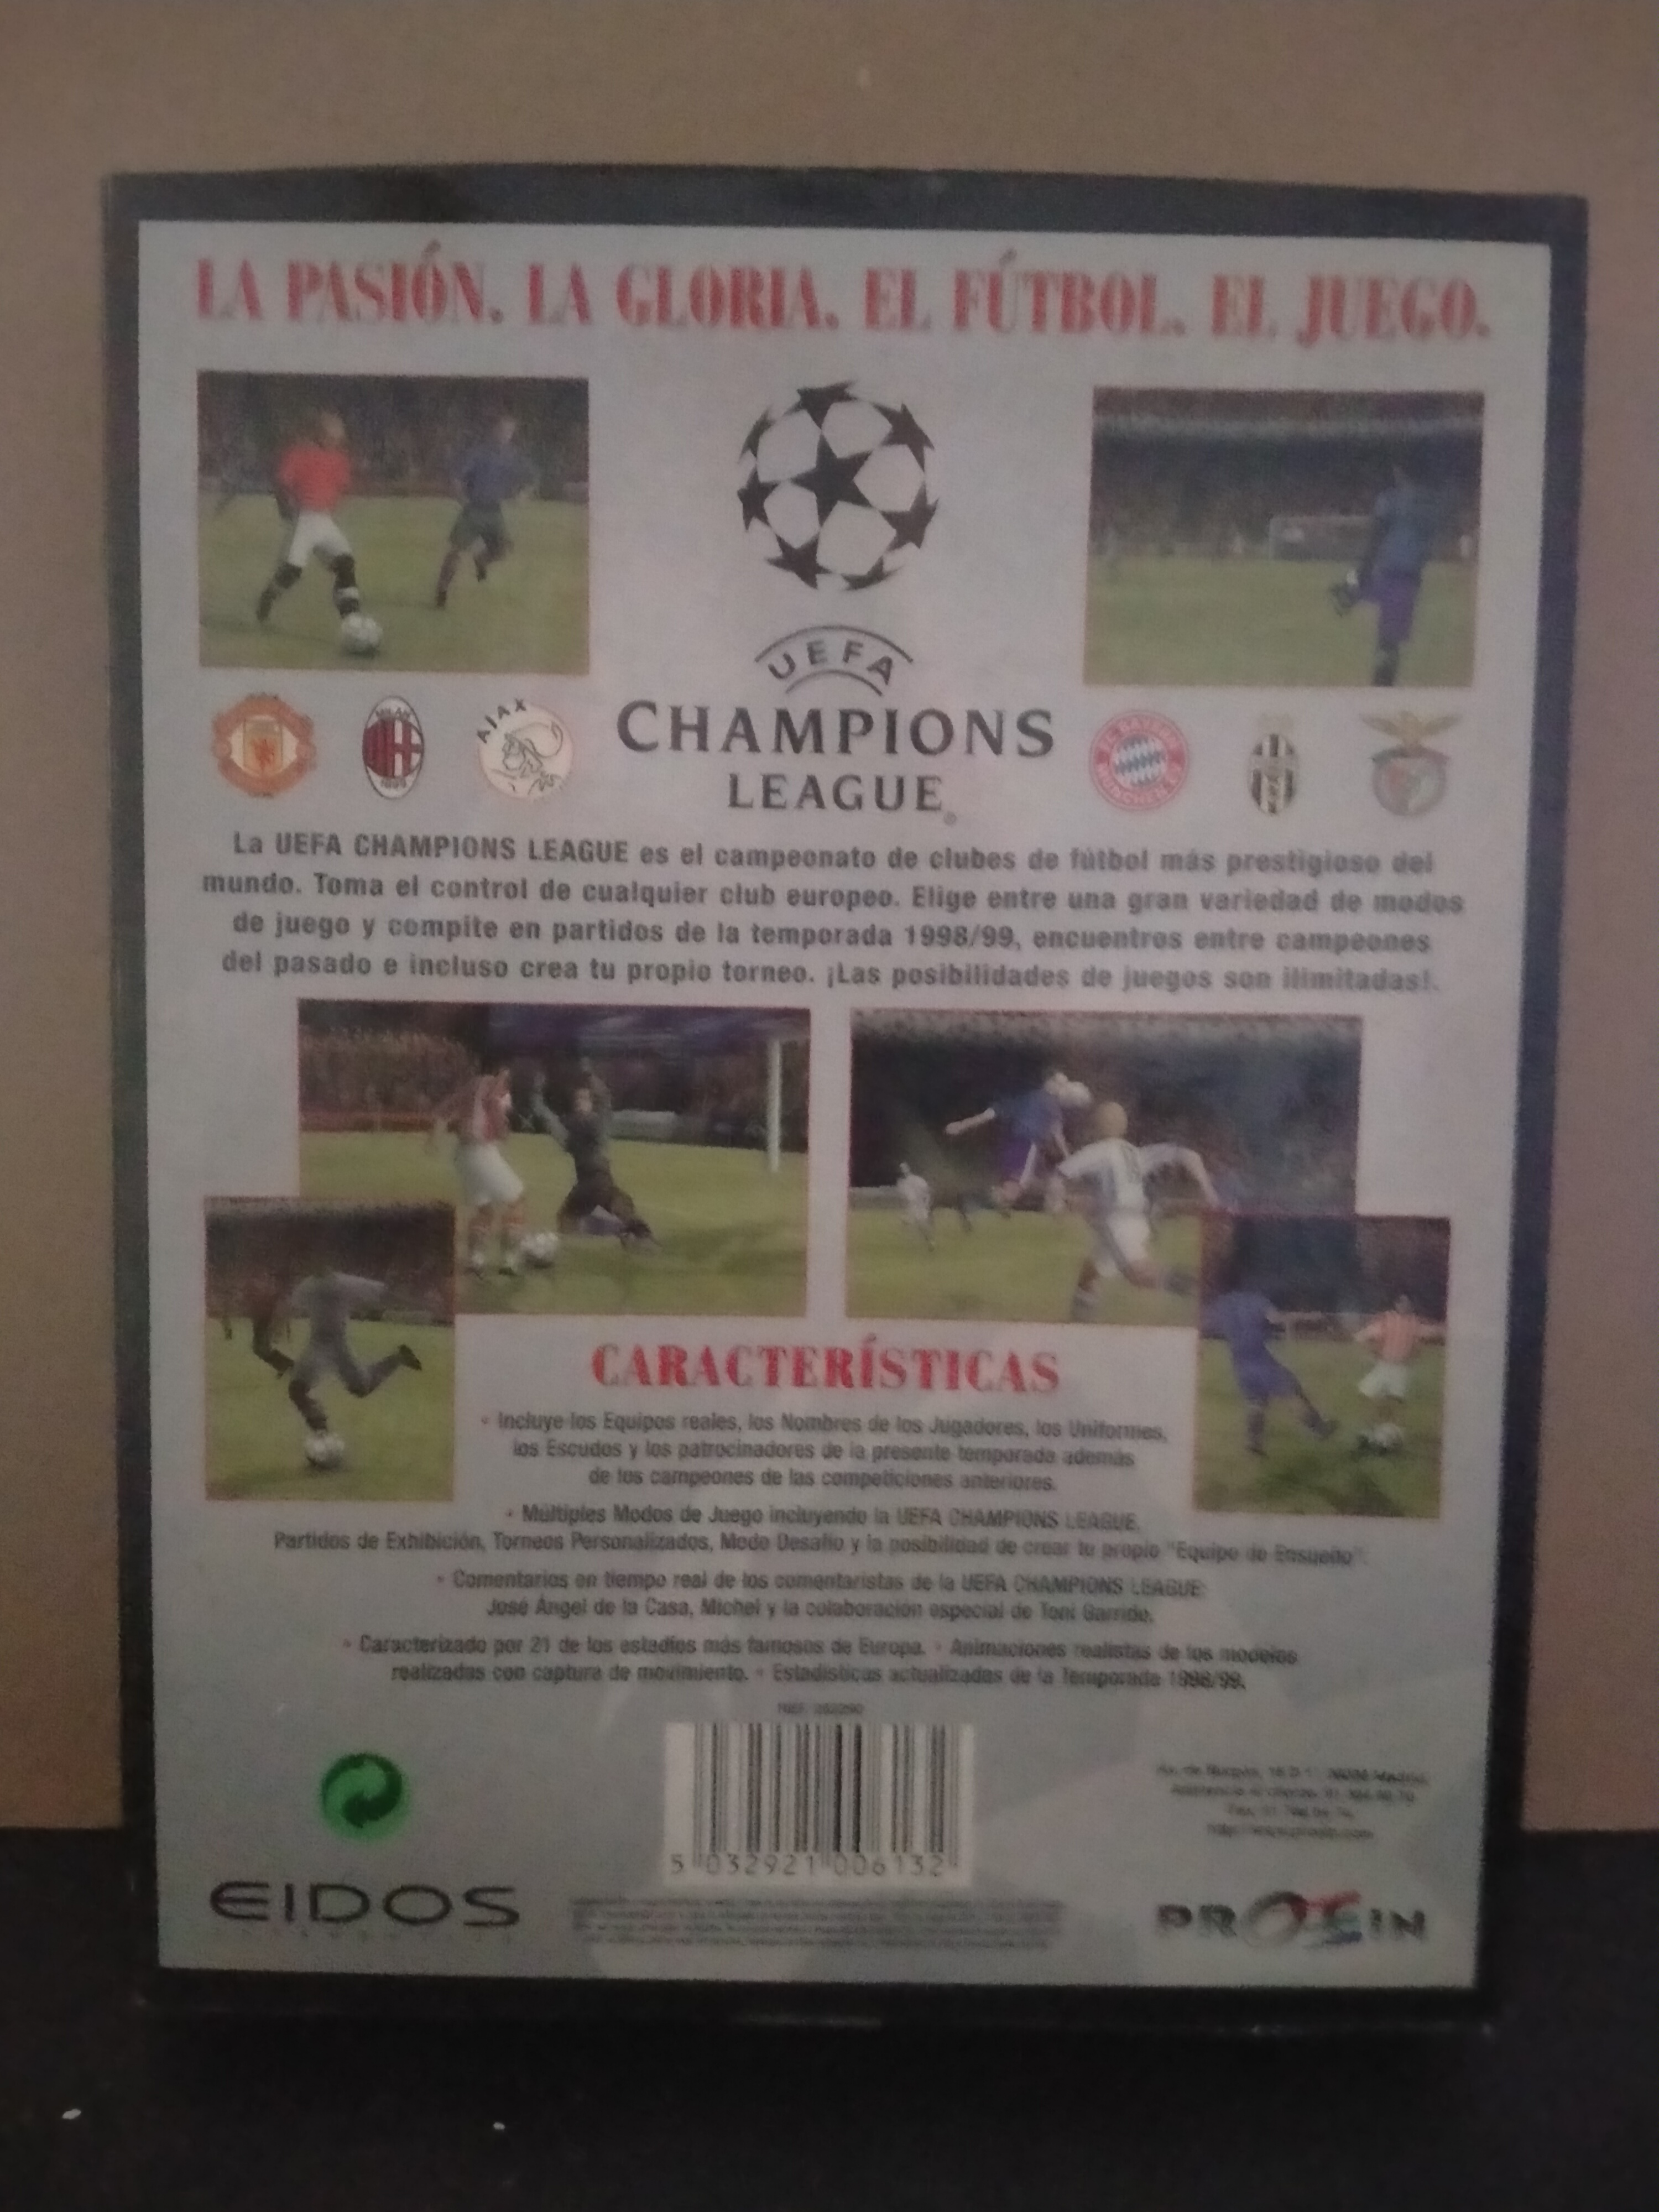 LA PASIÓN. LA GLORIA. EL FÚTBOL. EL JUEGO.
MILAN
1899
AJAX
UEFA
CHAMPIONS
LEAGUE
FC BAYERN
MÜNCHEN
La UEFA CHAMPIONS LEAGUE es el campeonato de clubes de fútbol más prestigioso del
mundo. Toma el control de cualquier club europeo. Elige entre una gran variedad de modos
de juego y compite en partidos de la temporada 1998/99, encuentros entre campeones
del pasado e incluso crea tu propio torneo. ¡Las posibilidades de juegos son ilimitadas!.
CARACTERÍSTICAS
• Incluye los Equipos reales, los Nombres de los Jugadores, los Uniformes,
los Escudos y los patrocinadores de la presente temporada además
de los campeones de las competiciones anteriores.
• Múltiples Modos de Juego incluyendo la UEFA CHAMPIONS LEAGUE,
Partidos de Exhibición, Torneos Personalizados, Modo Desafío y la posibilidad de crear tu propio "Equipo de Ensueño".
• Comentarios en tiempo real de los comentaristas de la UEFA CHAMPIONS LEAGUE:
José Ángel de la Casa, Michel y la colaboración especial de Toni Garrido.
• Caracterizado por 21 de los estadios más famosos de Europa. • Animaciones realistas de los modelos
realizadas con captura de movimiento. • Estadísticas actualizadas de la Temporada 1998/99.
5 032921 006132
EIDOS
PROEIN